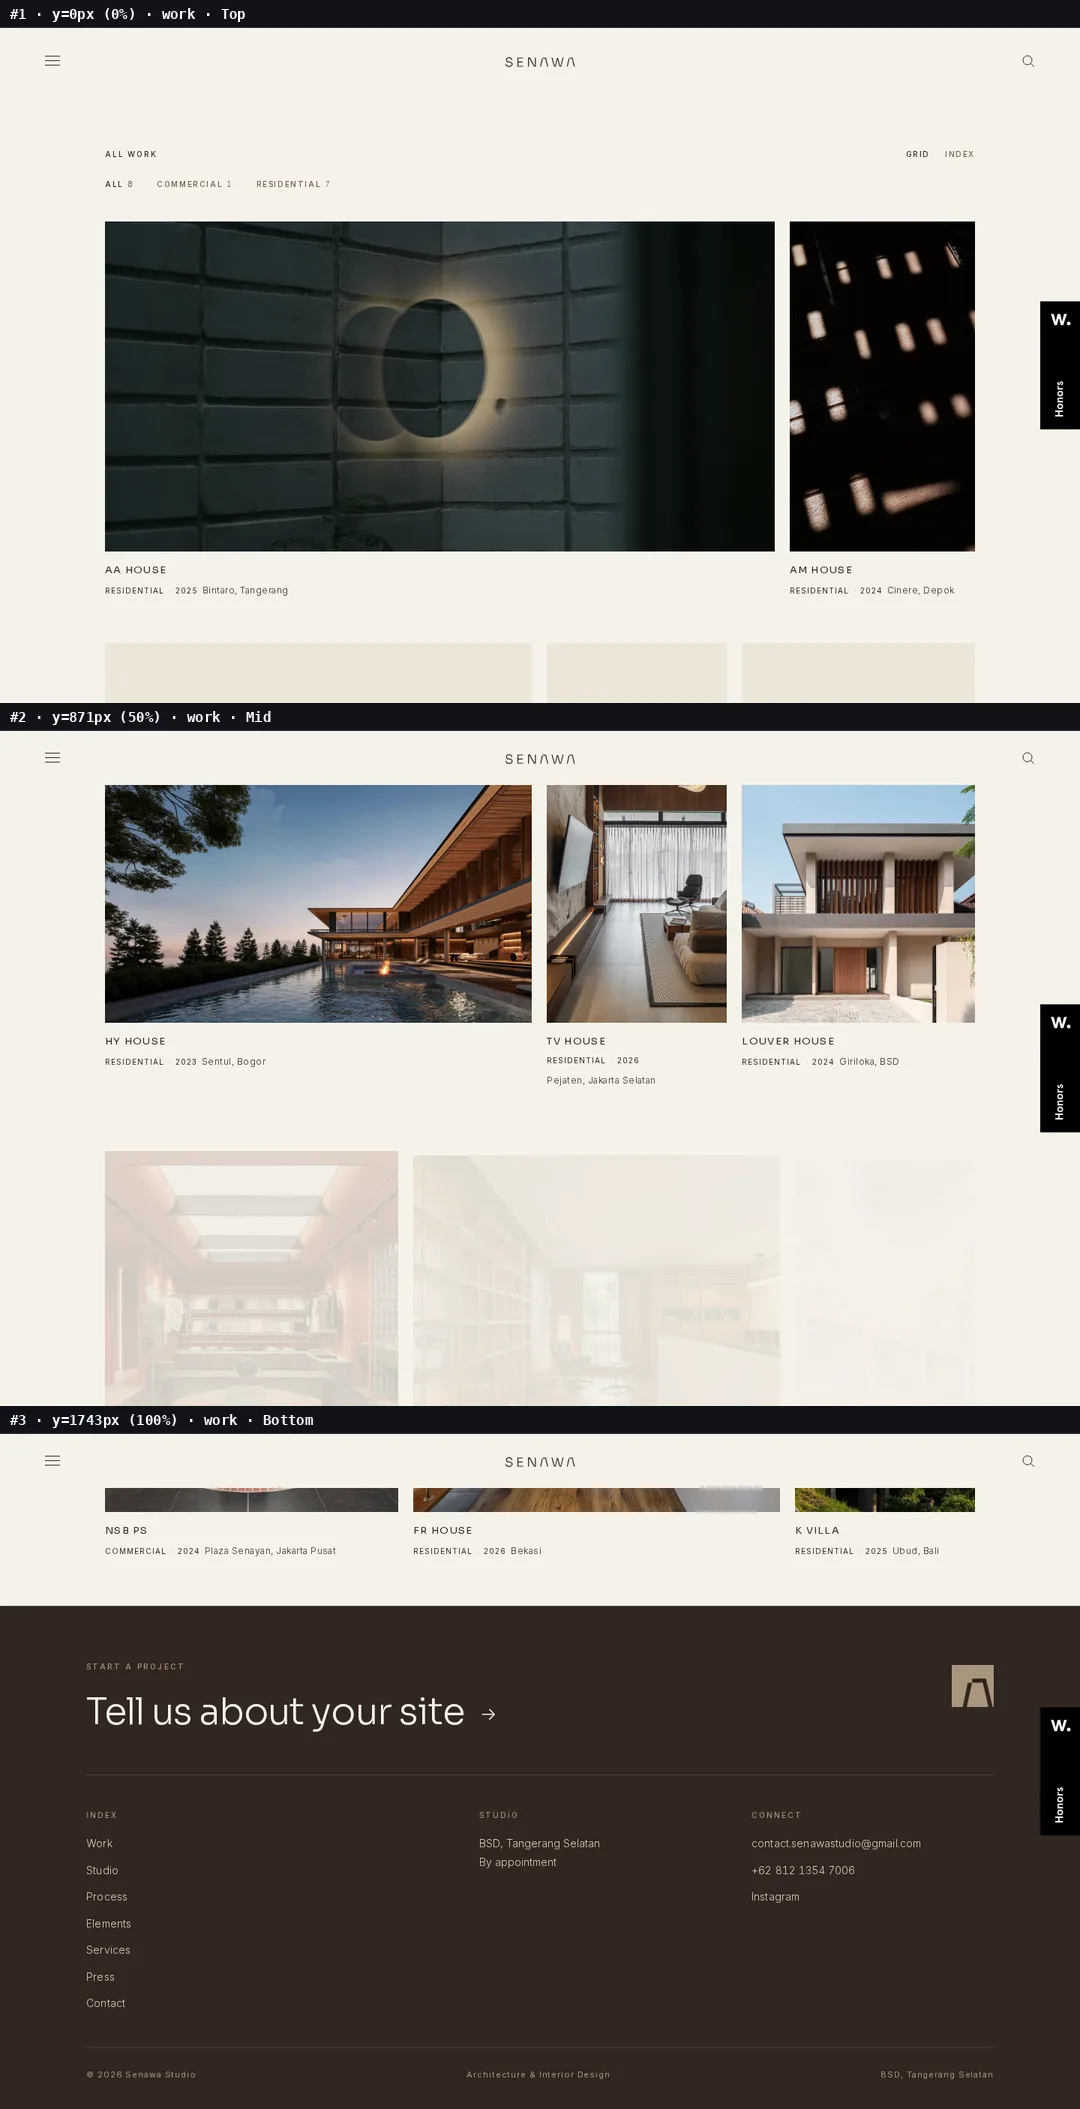 #1 · y=0px (0%) · work · Top
SENAWA
ALL WORK
GRID INDEX
ALL 8 COMMERCIAL 1 RESIDENTIAL 7
W.
Honors
AA HOUSE
RESIDENTIAL · 2025 Bintaro, Tangerang
AM HOUSE
RESIDENTIAL · 2024 Cinere, Depok
#2 · y=871px (50%) · work · Mid
SENAWA
HY HOUSE
RESIDENTIAL · 2023 Sentul, Bogor
TV HOUSE
RESIDENTIAL · 2026
Pejaten, Jakarta Selatan
LOUVER HOUSE
RESIDENTIAL · 2024 Giriloka, BSD
W.
Honors
#3 · y=1743px (100%) · work · Bottom
SENAWA
NSB PS
COMMERCIAL · 2024 Plaza Senayan, Jakarta Pusat
FR HOUSE
RESIDENTIAL · 2026 Bekasi
K VILLA
RESIDENTIAL · 2025 Ubud, Bali
START A PROJECT
Tell us about your site →
W.
Honors
INDEX
Work
Studio
Process
Elements
Services
Press
Contact
STUDIO
BSD, Tangerang Selatan
By appointment
CONNECT
contact.senawastudio@gmail.com
+62 812 1354 7006
Instagram
© 2026 Senawa Studio
Architecture & Interior Design
BSD, Tangerang Selatan